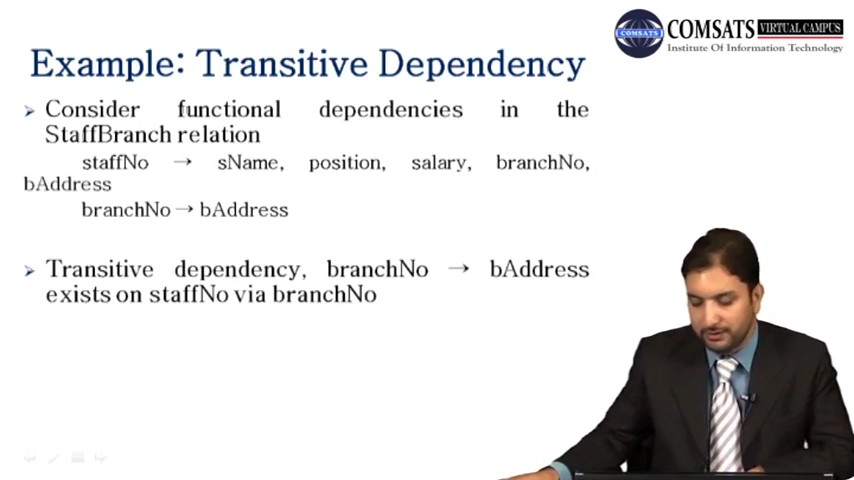 COMSATS
COMSATS VIRTUAL CAMPUS
Institute Of Information Technology
Example: Transitive Dependency
➢ Consider functional dependencies in the
StaffBranch relation
staffNo → sName, position, salary, branchNo,
bAddress
branchNo → bAddress
➢ Transitive dependency, branchNo → bAddress
exists on staffNo via branchNo